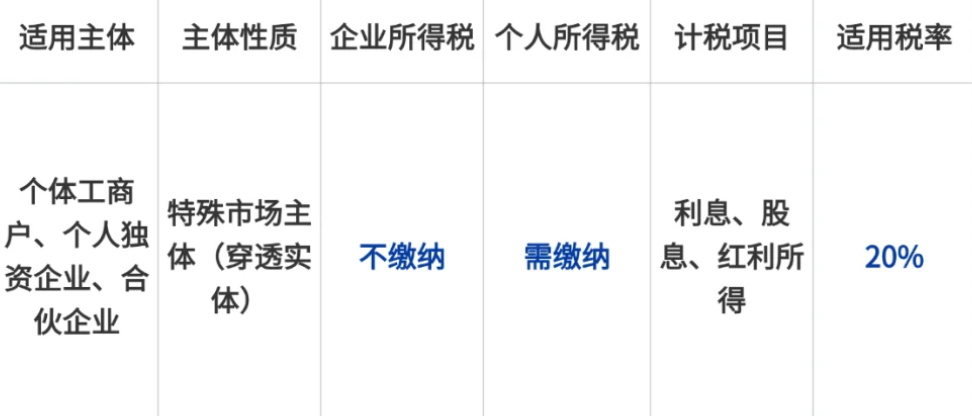 适用主体 主体性质 企业所得税 个人所得税 计税项目 适用税率
个体工商
户、个人独
资企业、合
伙企业
特殊市场主
体（穿透实
体）
不缴纳
需缴纳
利息、股
息、红利所
得
20%